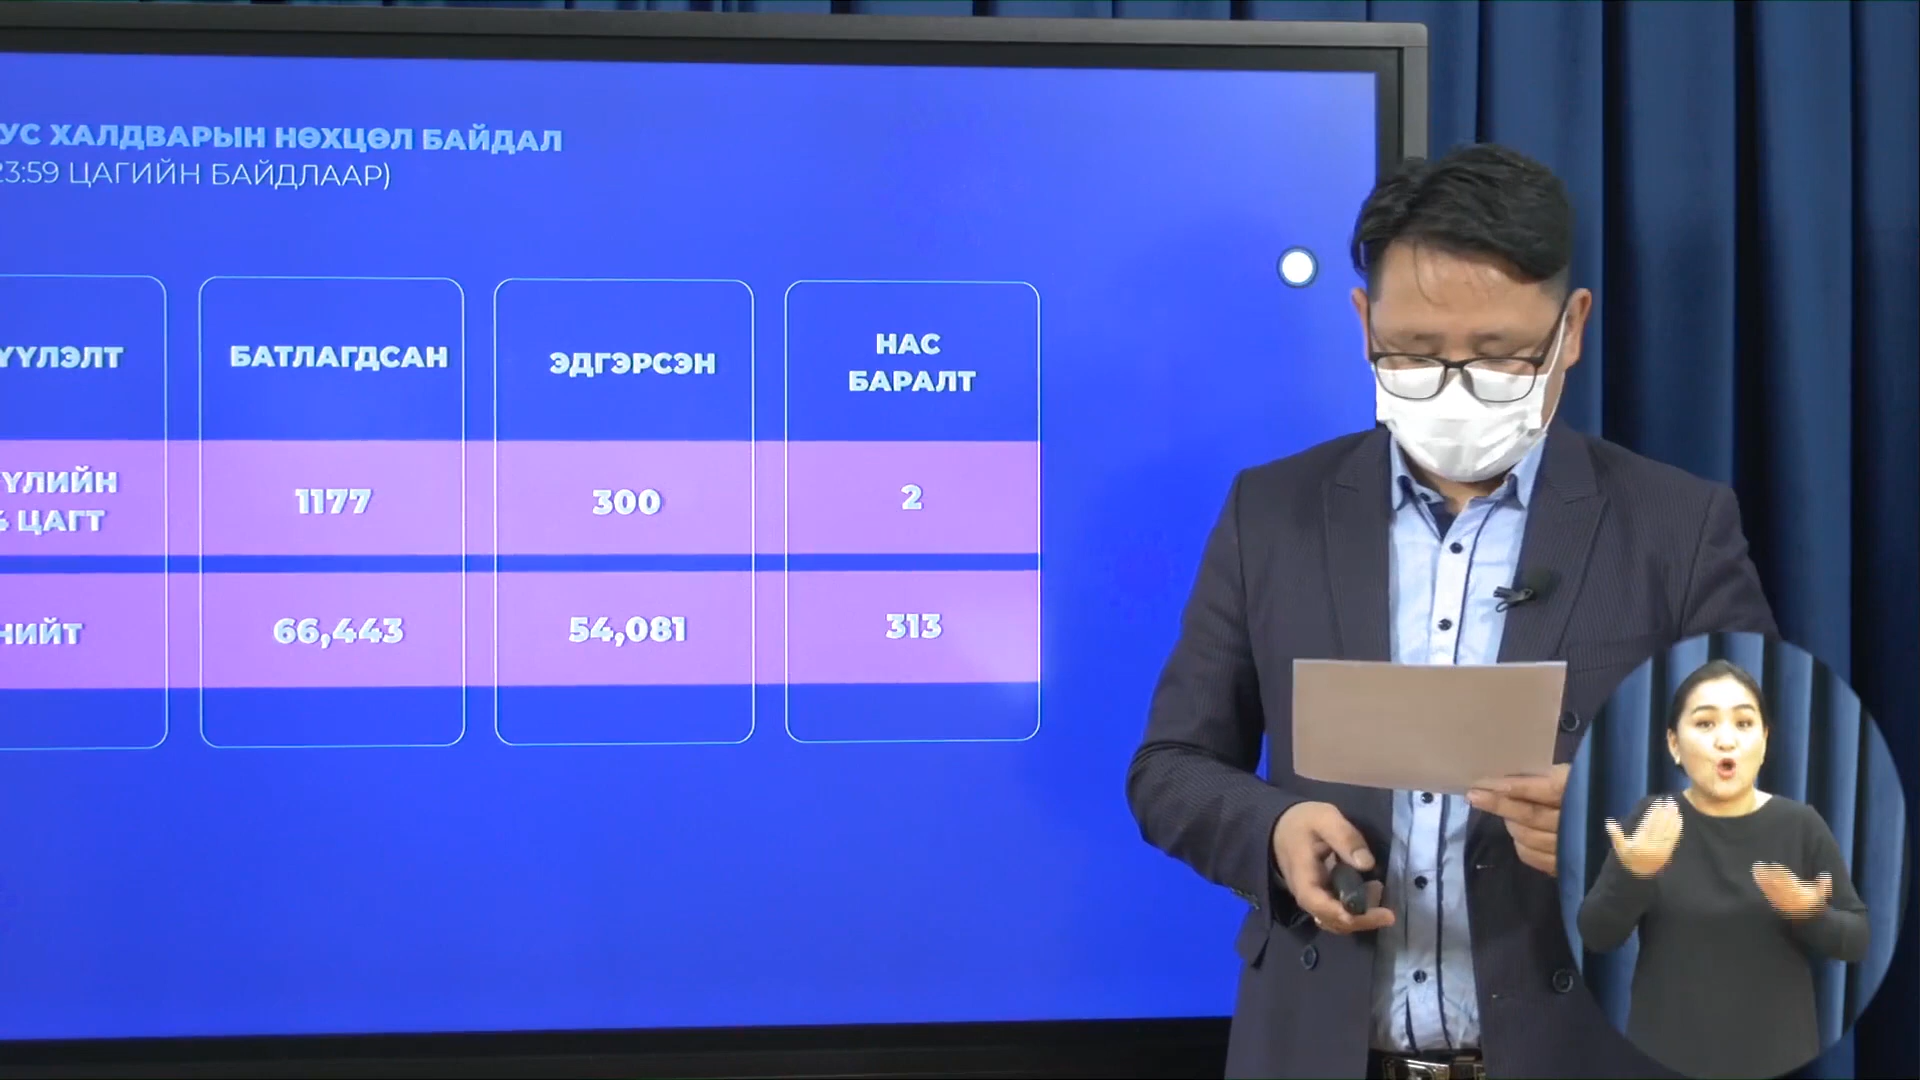 УС ХАЛДВАРЫН НӨХЦӨЛ БАЙДАЛ
23:59 ЦАГИЙН БАЙДЛААР)
ҮҮЛЭЛТ
БАТЛАГДСАН
ЭДГЭРСЭН
НАС
БАРАЛТ
ҮЛИЙН
4 ЦАГТ
1177
300
2
НИЙТ
66,443
54,081
313